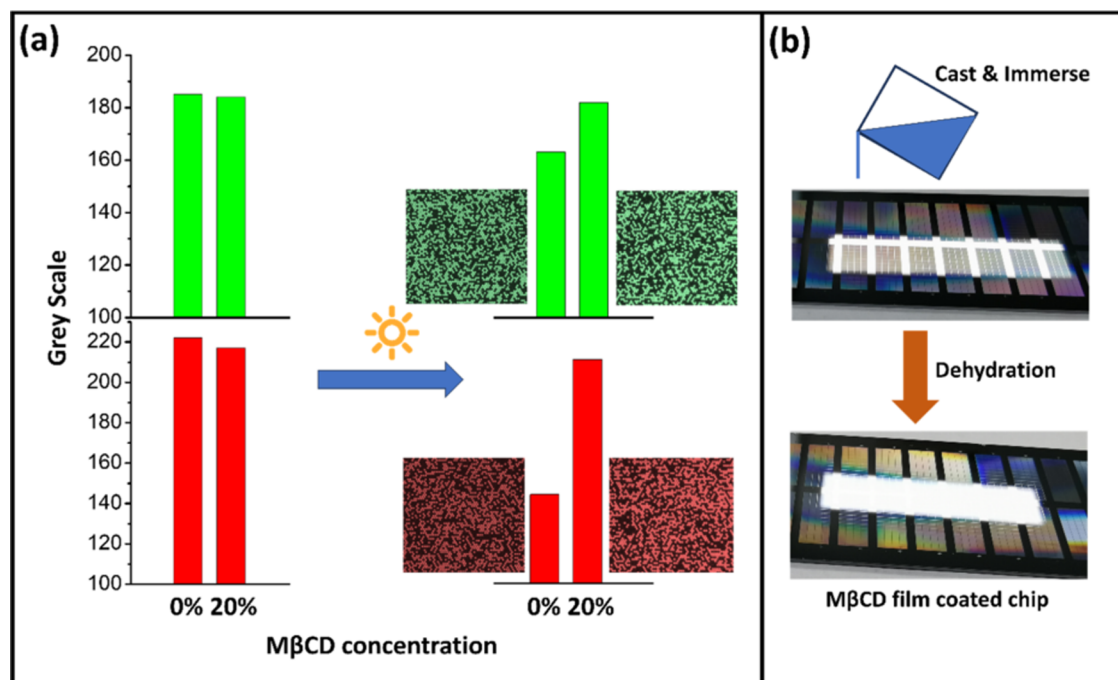 (a)
200
180
160
140
120
100
220
200
180
160
140
120
100
Grey Scale
0% 20%
0% 20%
MβCD concentration
(b)
Cast & Immerse
Dehydration
MβCD film coated chip